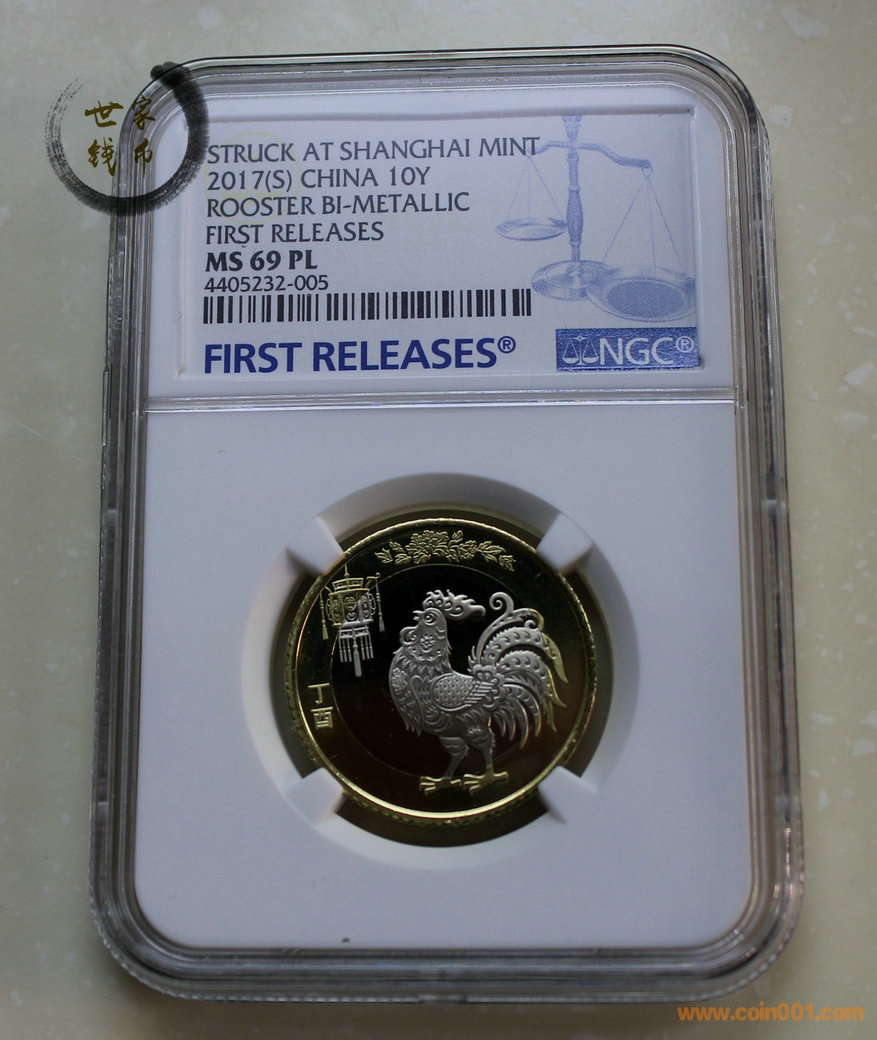 世家
钱币
STRUCK AT SHANGHAI MINT
2017(S) CHINA 10Y
ROOSTER BI-METALLIC
FIRST RELEASES
MS 69 PL
4405232-005
FIRST RELEASES®
NGC®
丁酉
www.coin001.com